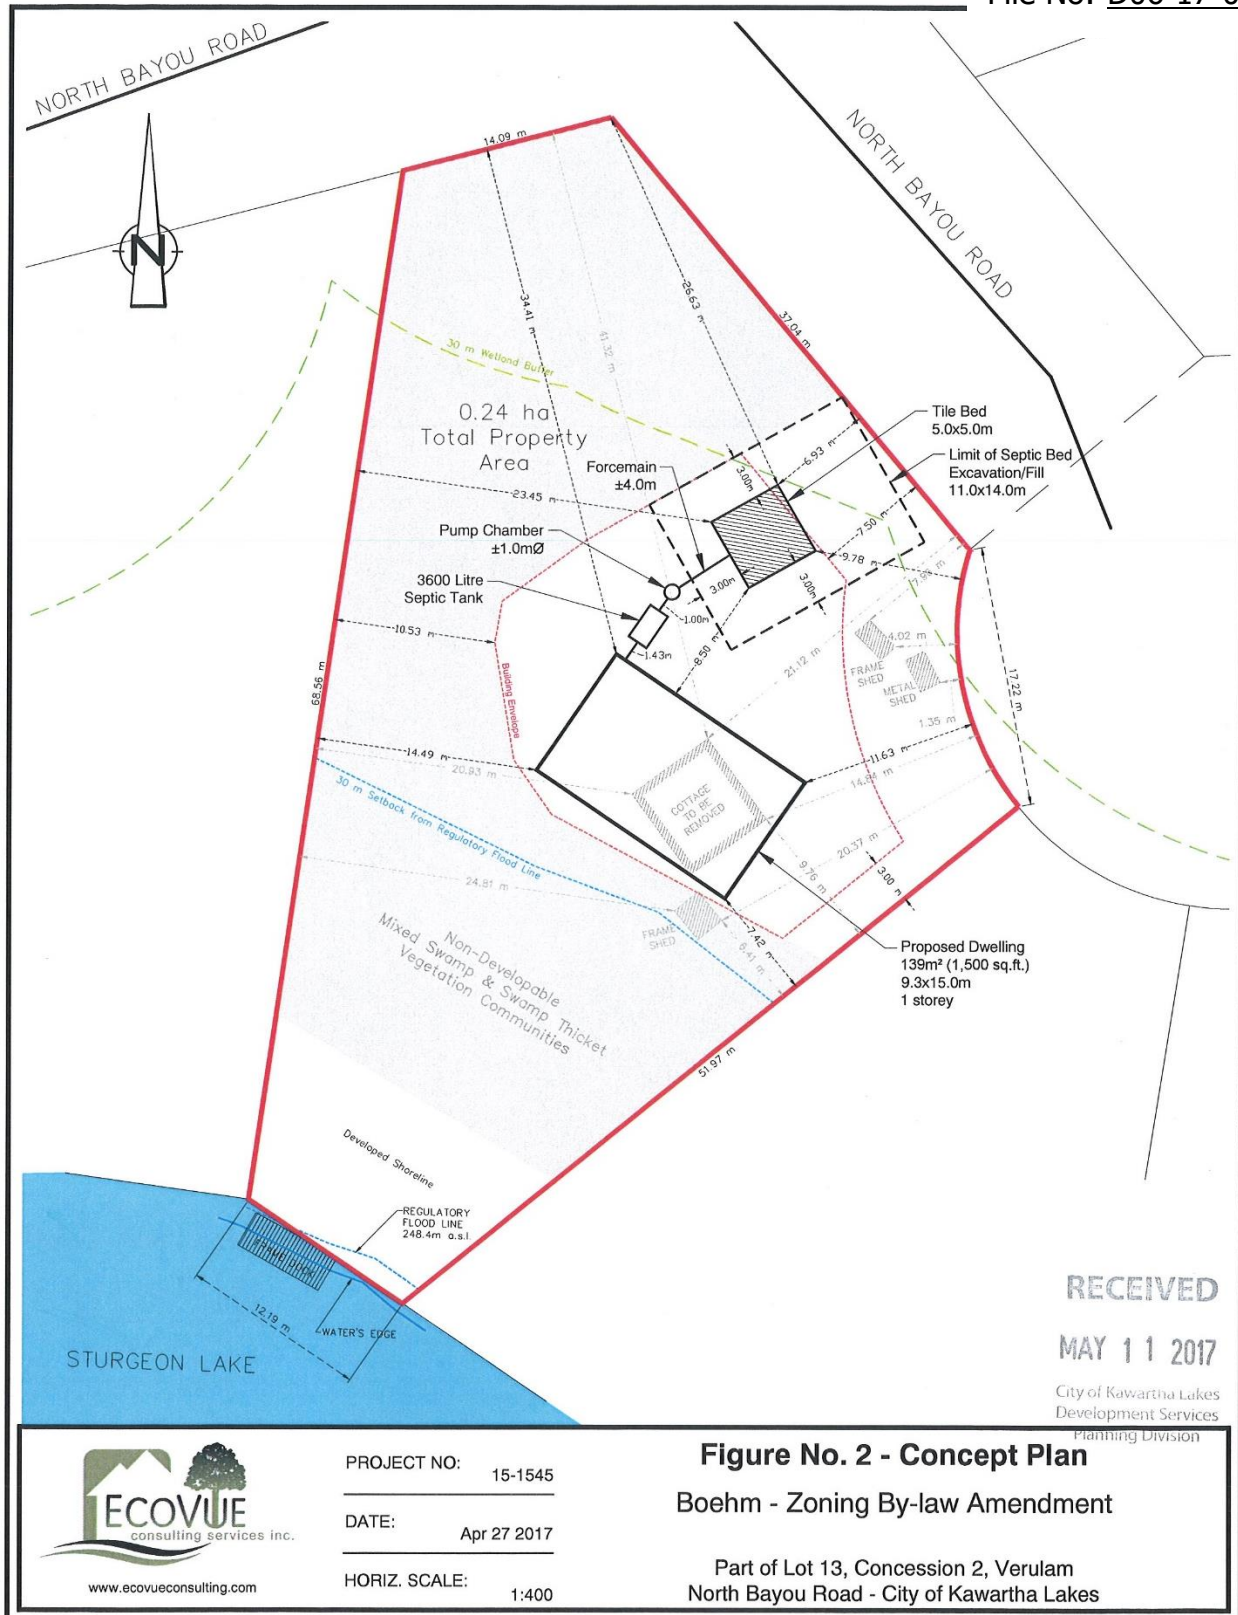 NORTH BAYOU ROAD
N
14.09 m
NORTH BAYOU ROAD
34.41 m
41.32 m
26.63 m
37.04 m
30 m Wetland Buffer
0.24 ha
Total Property
Area
Tile Bed
5.0x5.0m
Limit of Septic Bed
Excavation/Fill
11.0x14.0m
Forcemain
±4.0m
6.93
3.00m
23.45 m
7.50
Pump Chamber
±1.0mØ
9.78 m
3600 Litre
Septic Tank
3.00m
3.00m
1.00m
10.53 m
1.43m
8.50 m
21.12 m
4.02 m
FRAME
SHED
METAL
SHED
17.22 m
68.56 m
Building Envelope
1.35 m
14.49 m
20.93 m
11.63 m
COTTAGE
TO BE
REMOVED
30 m Setback from Regulatory Flood Line
20.37 m
9.76 m
3.00 m
24.81 m
FRAME
SHED
7.42 m
6.41 m
Proposed Dwelling
139m² (1,500 sq.ft.)
9.3x15.0m
1 storey
Non-Developable
Mixed Swamp & Swamp Thicket
Vegetation Communities
51.97 m
Developed Shoreline
REGULATORY
FLOOD LINE
248.4m a.s.l.
FRAME DOCK
12.19 m
WATER'S EDGE
STURGEON LAKE
RECEIVED
MAY 11 2017
City of Kawartha Lakes
Development Services
Planning Division
ECOVUE
consulting services inc.
www.ecovueconsulting.com
PROJECT NO: 15-1545
DATE: Apr 27 2017
HORIZ. SCALE: 1:400
Figure No. 2 - Concept Plan
Boehm - Zoning By-law Amendment
Part of Lot 13, Concession 2, Verulam
North Bayou Road - City of Kawartha Lakes